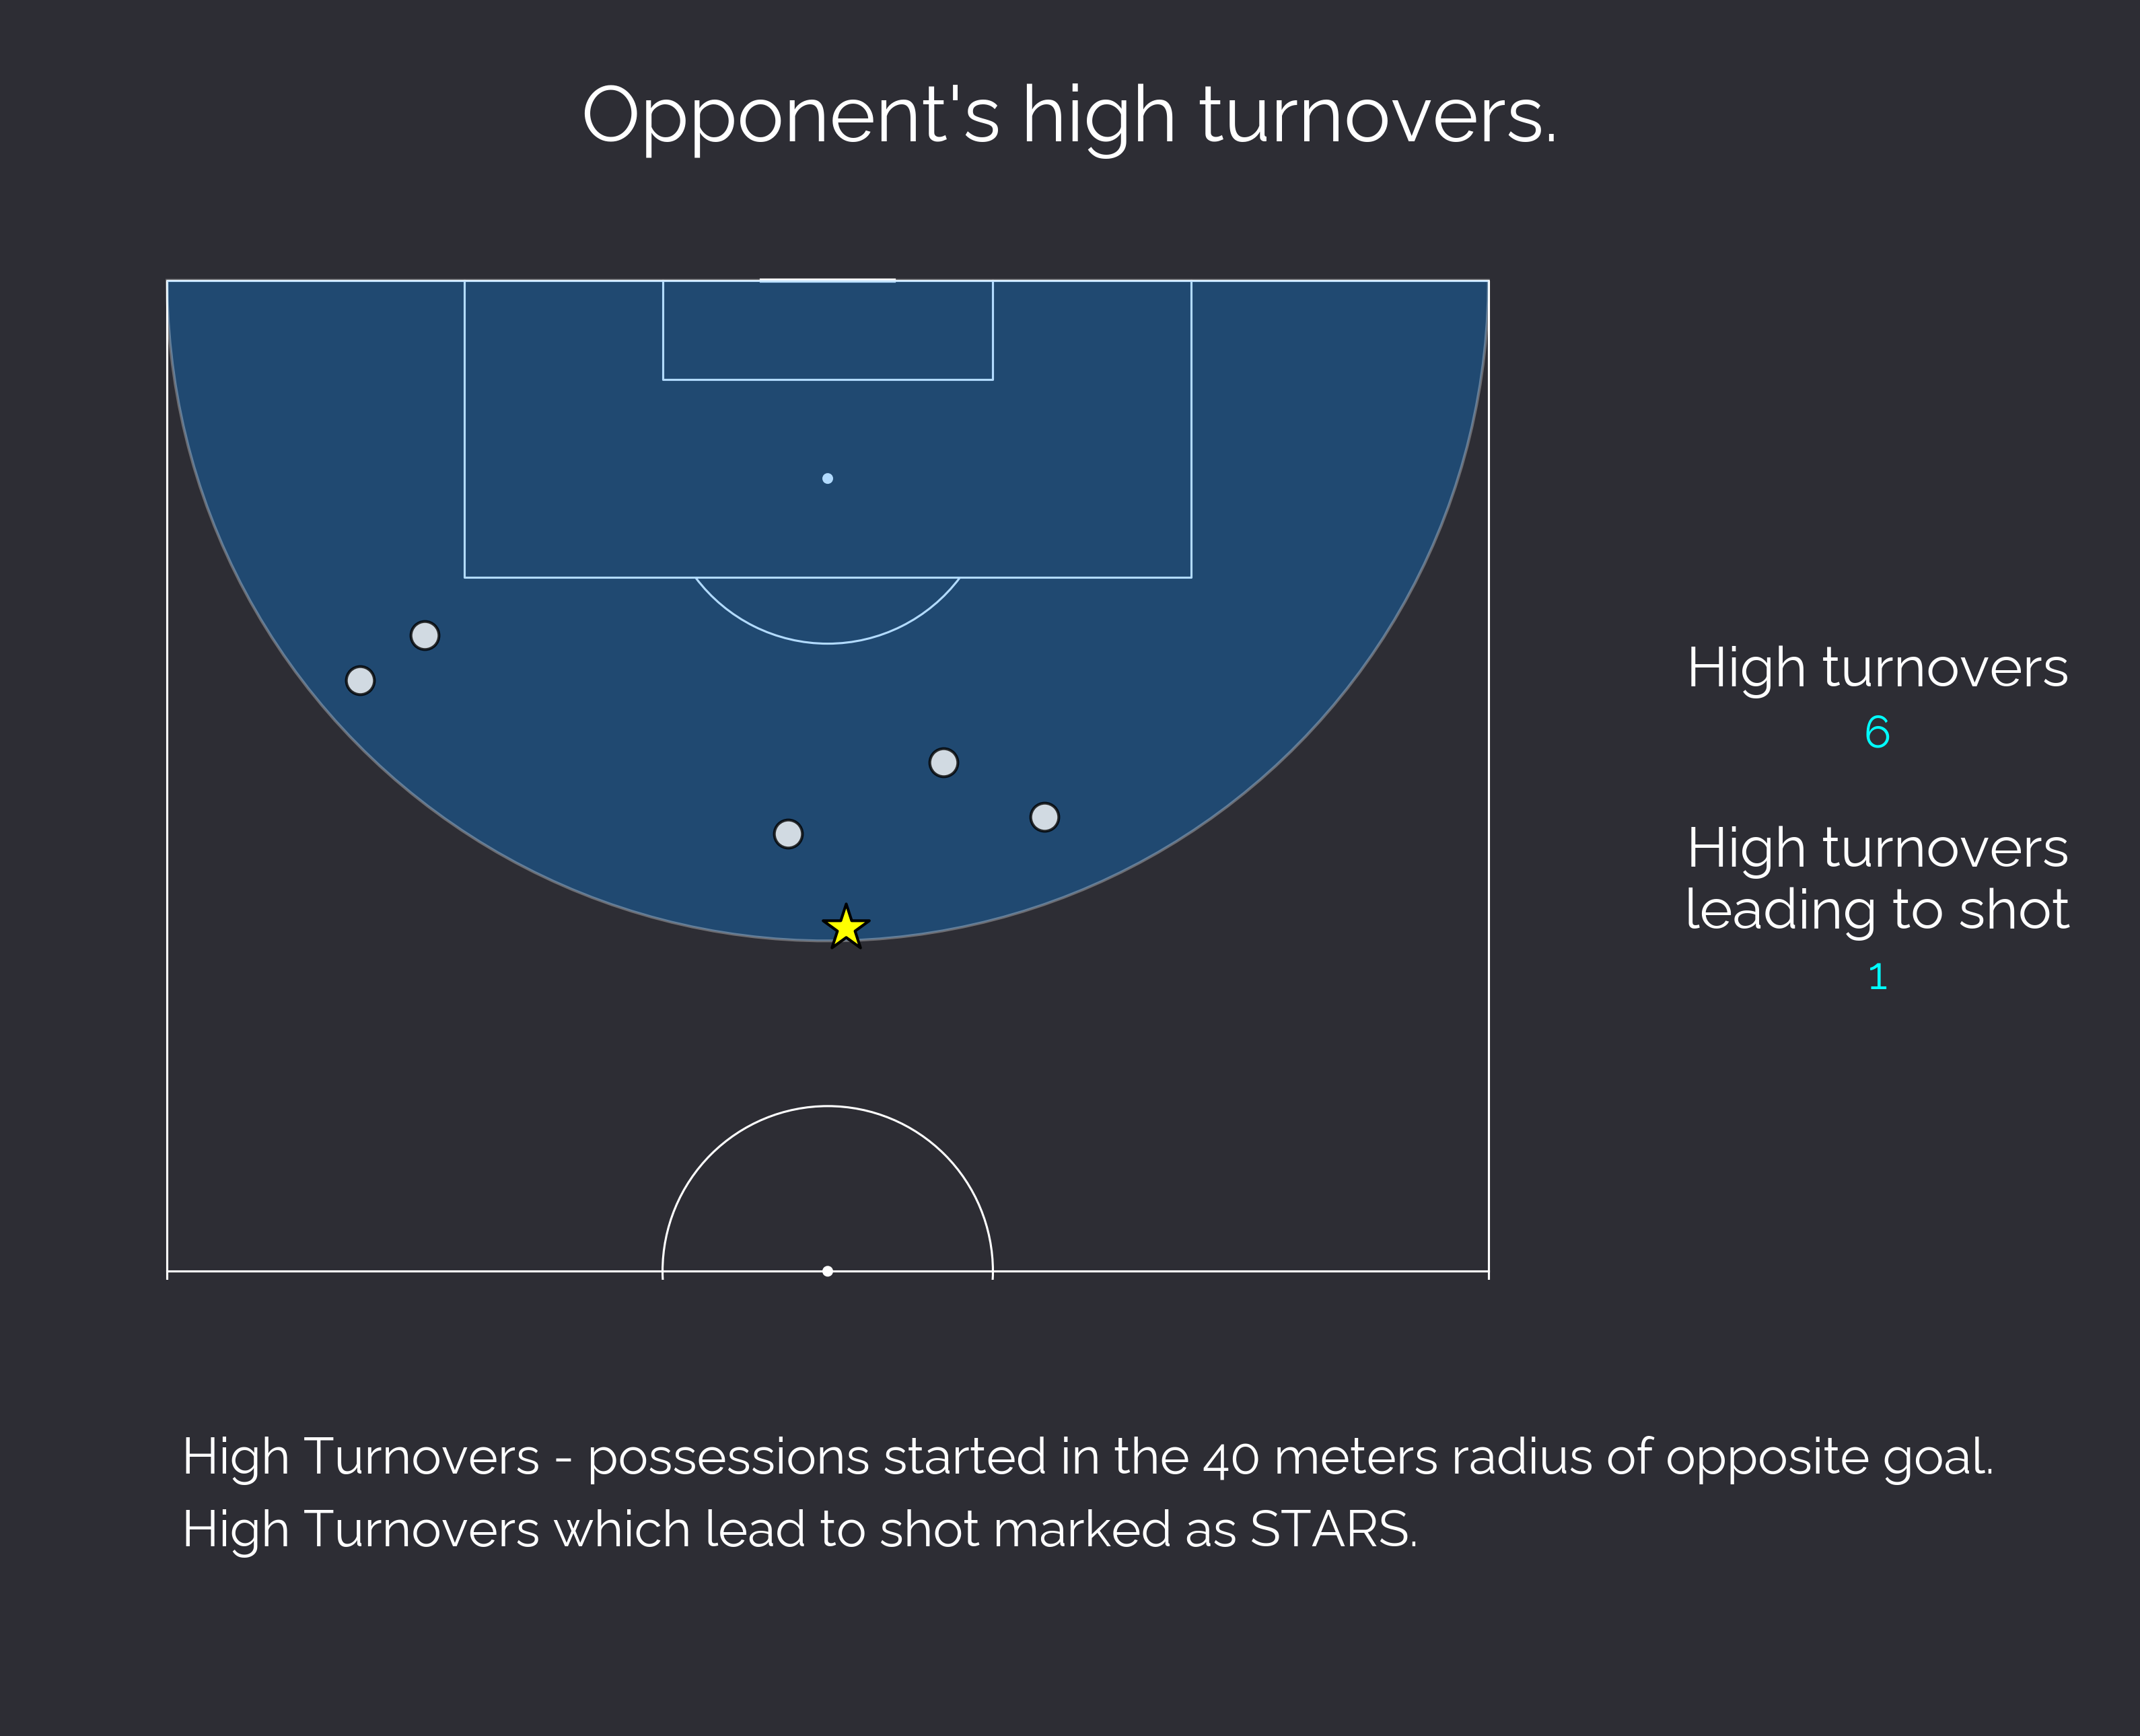 Opponent's high turnovers.
High turnovers
6
High turnovers
leading to shot
1
High Turnovers - possessions started in the 40 meters radius of opposite goal.
High Turnovers which lead to shot marked as STARS.